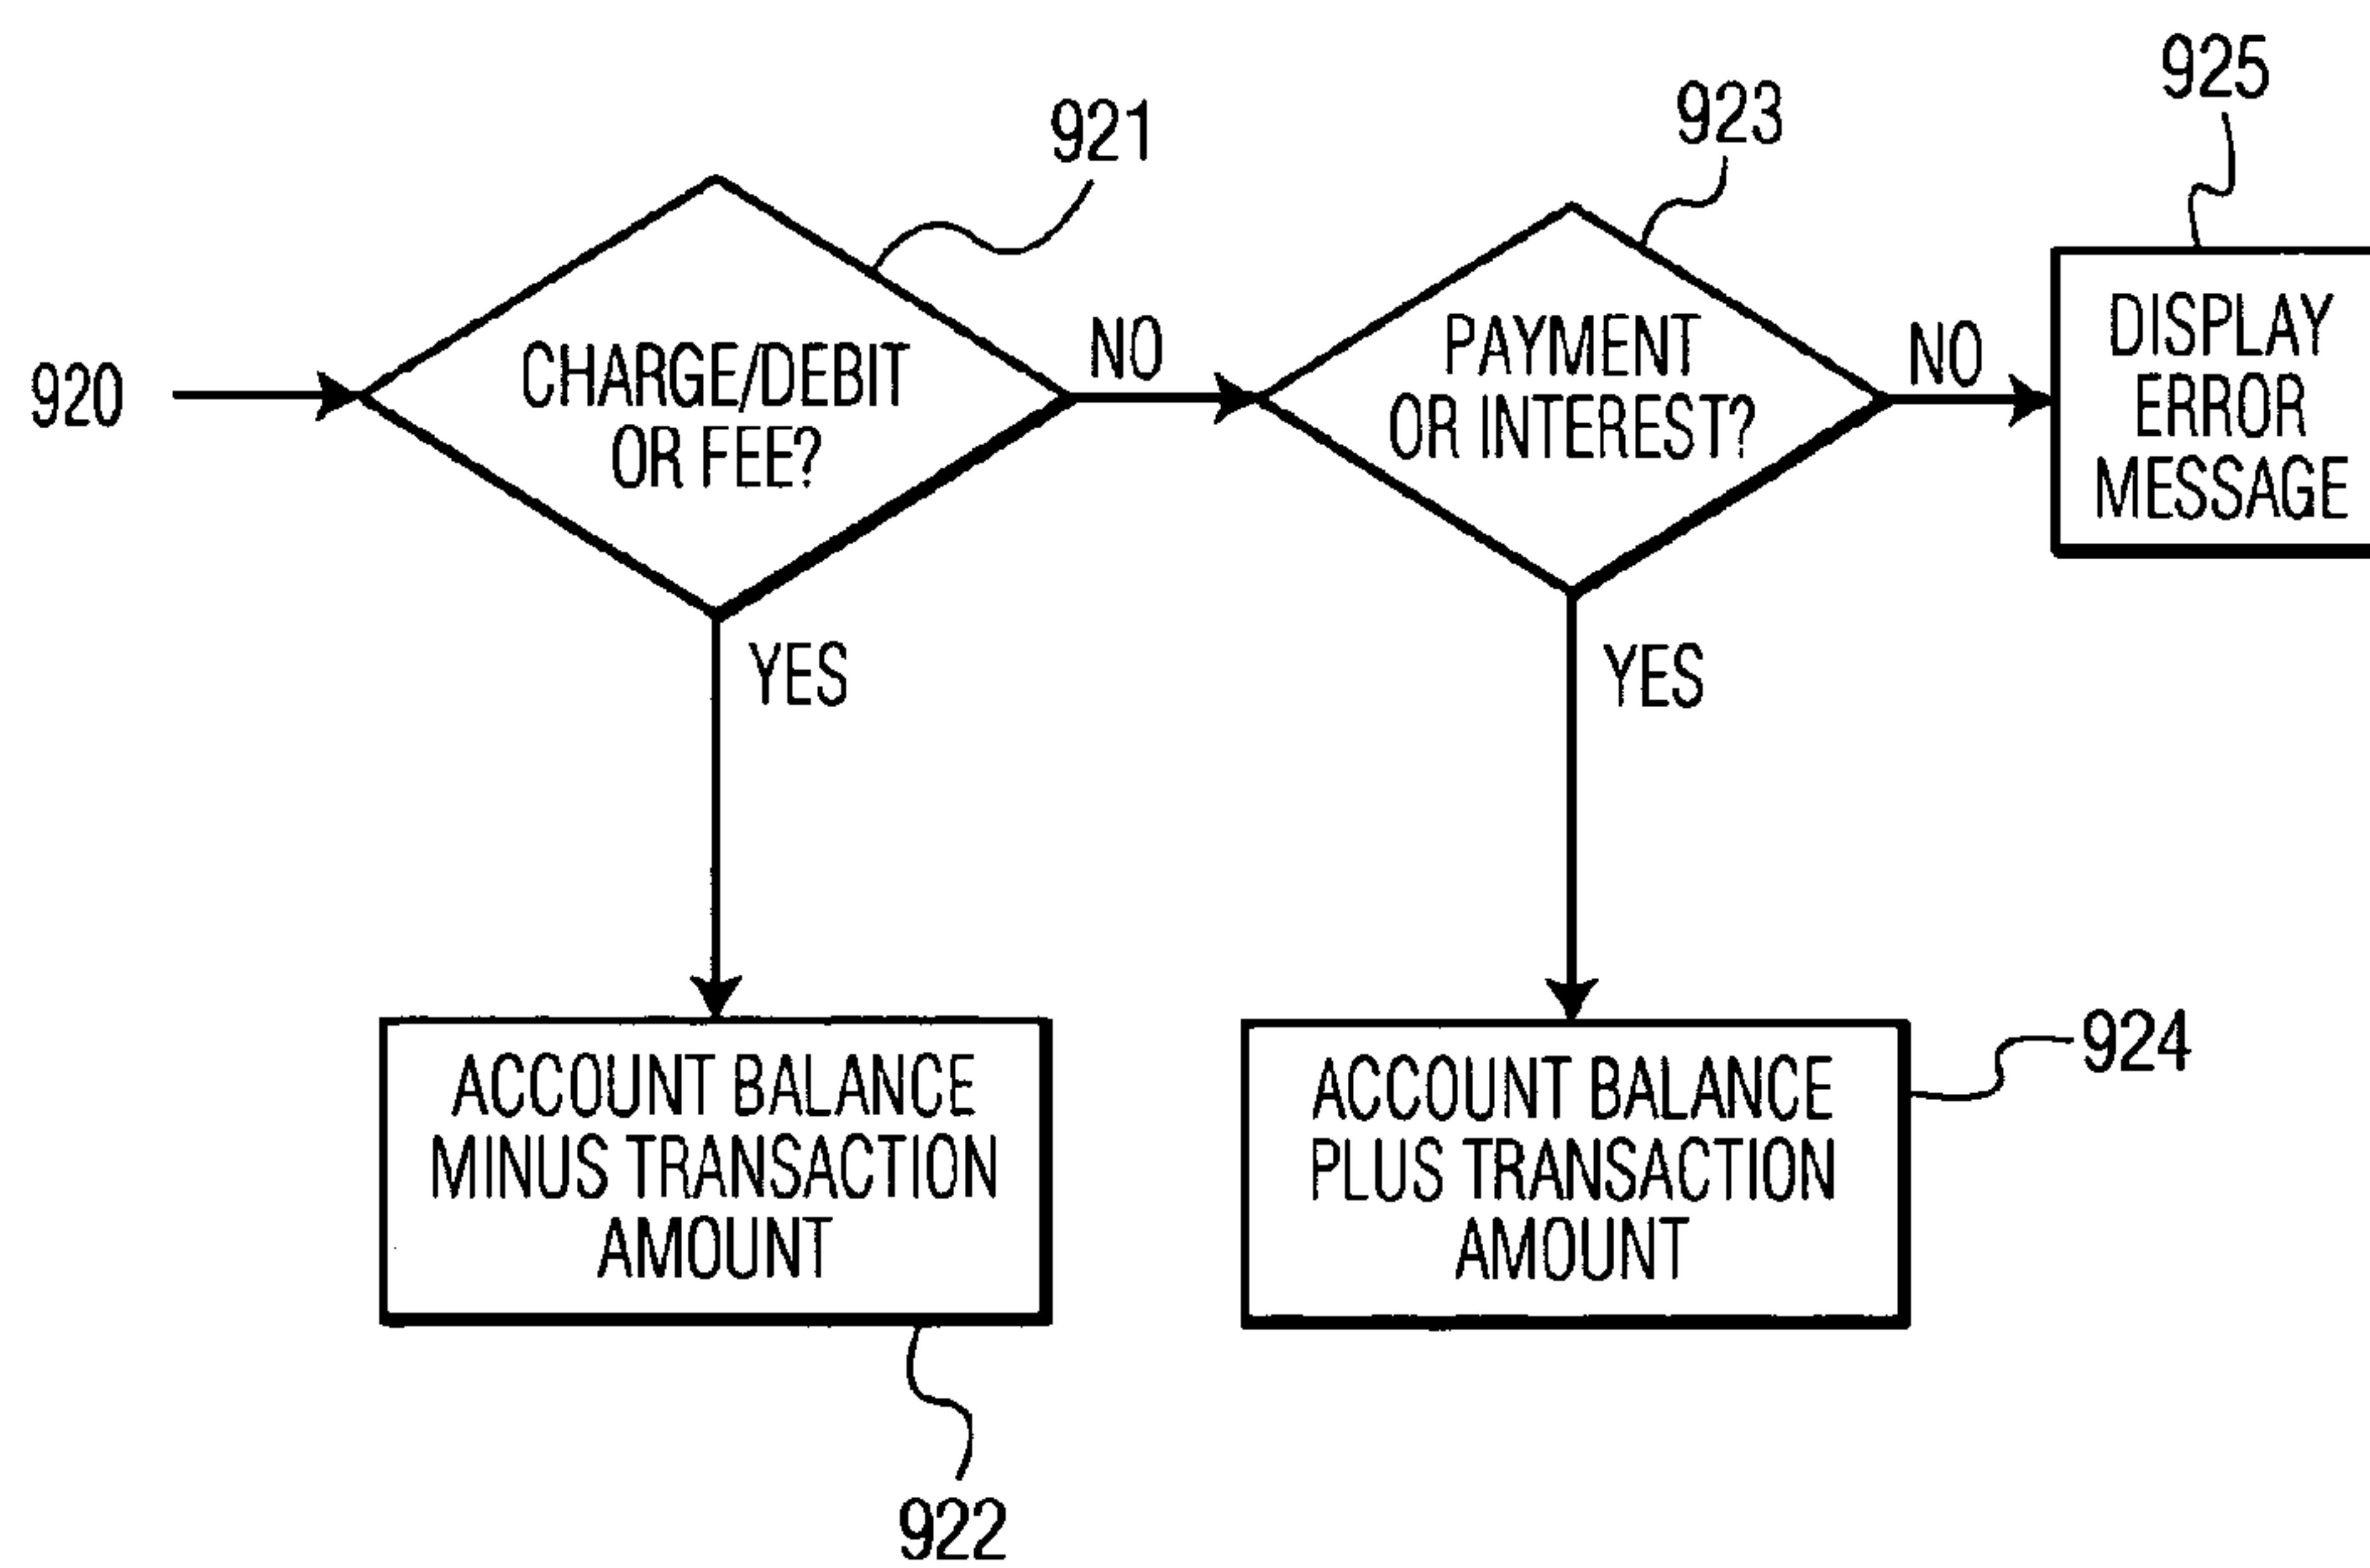 925
923
921
920
CHARGE/DEBIT
OR FEE?
NO
PAYMENT
OR INTEREST?
NO
DISPLAY
ERROR
MESSAGE
YES
YES
ACCOUNT BALANCE
MINUS TRANSACTION
AMOUNT
ACCOUNT BALANCE
PLUS TRANSACTION
AMOUNT
924
922